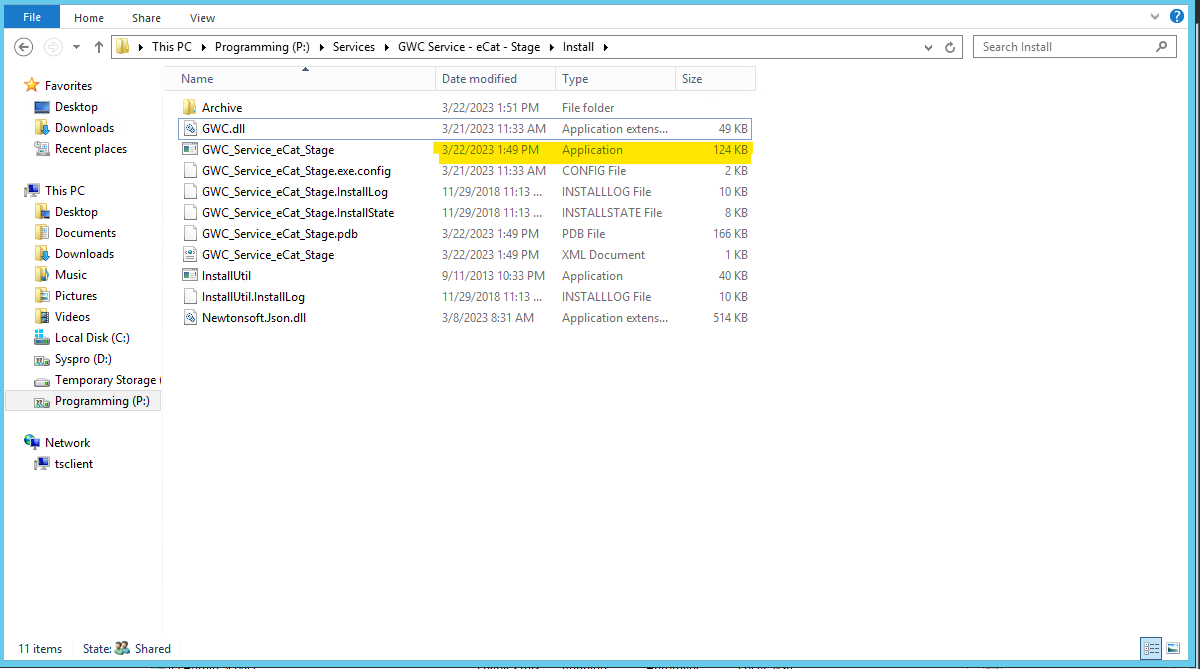 File Home Share View
This PC Programming (P:) Services GWC Service - eCat - Stage Install Search Install
Name Date modified Type Size
Favorites
Desktop
Downloads
Recent places
This PC
Desktop
Documents
Downloads
Music
Pictures
Videos
Local Disk (C:)
Syspro (D:)
Temporary Storage (
Programming (P:)
Network
tsclient
Archive 3/22/2023 1:51 PM File folder
GWC.dll 3/21/2023 11:33 AM Application extens... 49 KB
GWC_Service_eCat_Stage 3/22/2023 1:49 PM Application 124 KB
GWC_Service_eCat_Stage.exe.config 3/21/2023 11:33 AM CONFIG File 2 KB
GWC_Service_eCat_Stage.InstallLog 11/29/2018 11:13 ... INSTALLLOG File 10 KB
GWC_Service_eCat_Stage.InstallState 11/29/2018 11:13 ... INSTALLSTATE File 8 KB
GWC_Service_eCat_Stage.pdb 3/22/2023 1:49 PM PDB File 166 KB
GWC_Service_eCat_Stage 3/22/2023 1:49 PM XML Document 1 KB
InstallUtil 9/11/2013 10:33 PM Application 40 KB
InstallUtil.InstallLog 11/29/2018 11:13 ... INSTALLLOG File 10 KB
Newtonsoft.Json.dll 3/8/2023 8:31 AM Application extens... 514 KB
11 items State: Shared